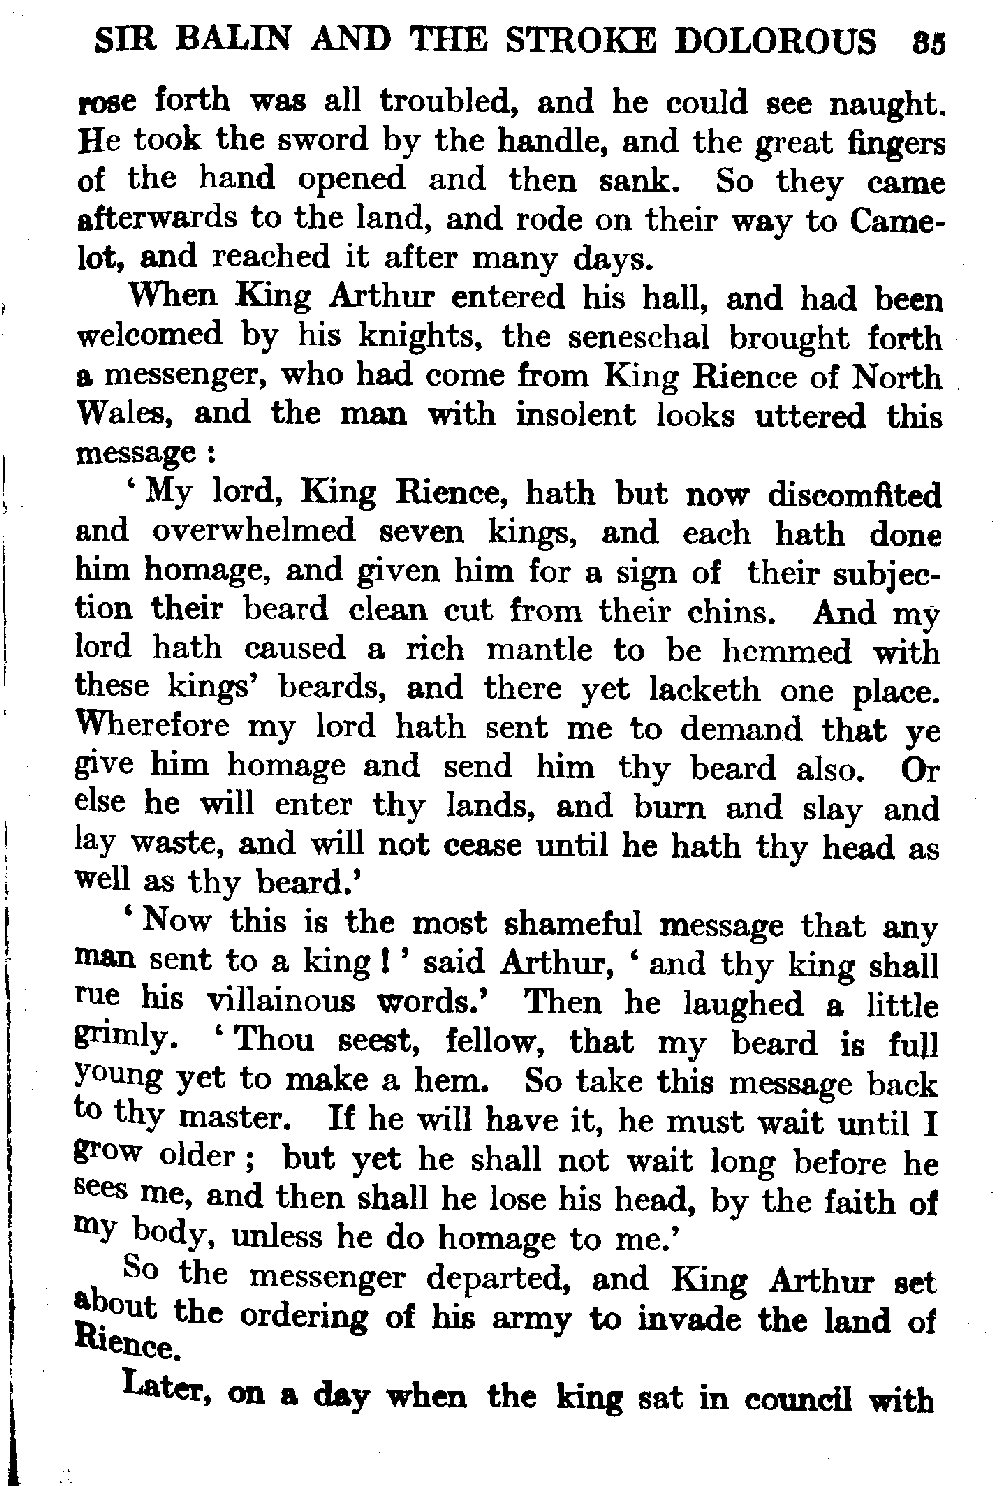 SIR BALIN AND THE STROKE DOLOROUS 35
rose forth was all troubled, and he could see naught.
He took the sword by the handle, and the great fingers
of the hand opened and then sank. So they came
afterwards to the land, and rode on their way to Came-
lot, and reached it after many days.
When King Arthur entered his hall, and had been
welcomed by his knights, the seneschal brought forth
a messenger, who had come from King Rience of North
Wales, and the man with insolent looks uttered this
message :
‘ My lord, King Rience, hath but now discomfited
and overwhelmed seven kings, and each hath done
him homage, and given him for a sign of their subjec-
tion their beard clean cut from their chins. And my
lord hath caused a rich mantle to be hemmed with
these kings’ beards, and there yet lacketh one place.
Wherefore my lord hath sent me to demand that ye
give him homage and send him thy beard also. Or
else he will enter thy lands, and burn and slay and
lay waste, and will not cease until he hath thy head as
well as thy beard.’
‘ Now this is the most shameful message that any
man sent to a king ! ’ said Arthur, ‘ and thy king shall
rue his villainous words.’ Then he laughed a little
grimly. ‘ Thou seest, fellow, that my beard is full
young yet to make a hem. So take this message back
to thy master. If he will have it, he must wait until I
grow older ; but yet he shall not wait long before he
sees me, and then shall he lose his head, by the faith of
my body, unless he do homage to me.’
So the messenger departed, and King Arthur set
about the ordering of his army to invade the land of
Rience.
Later, on a day when the king sat in council with